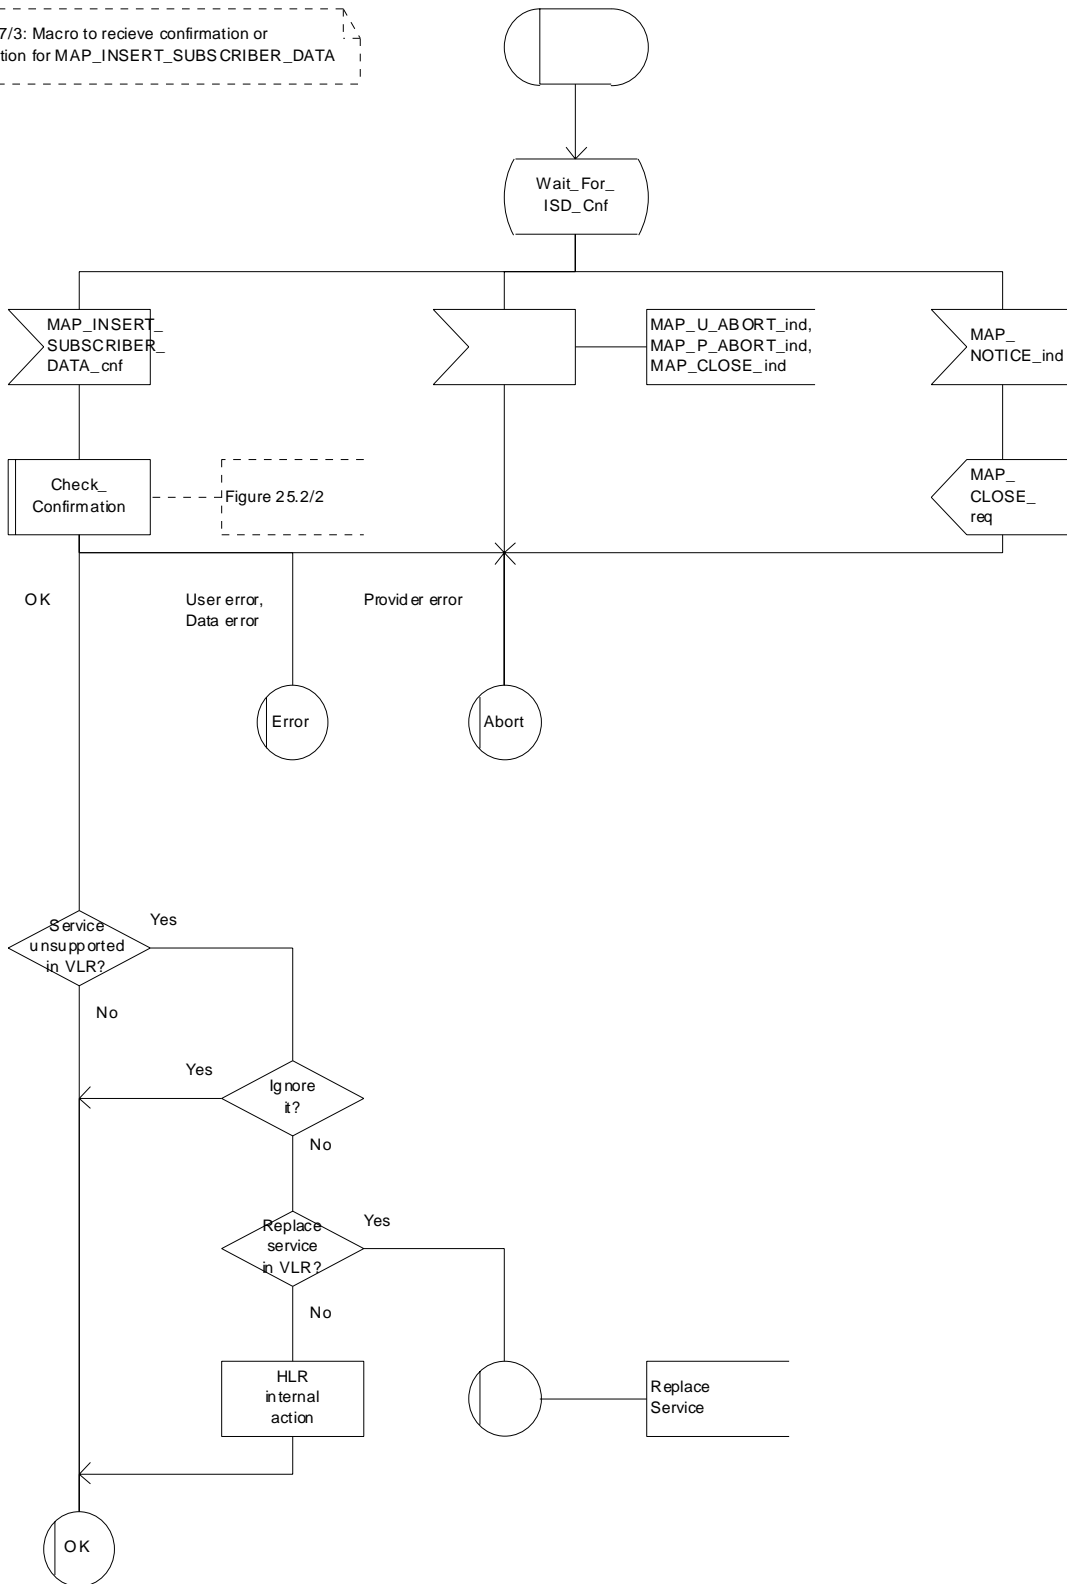 7/3: Macro to recieve confirmation or
tion for MAP_INSERT_SUBSCRIBER_DATA
Wait_For_
ISD_Cnf
MAP_INSERT_
SUBSCRIBER_
DATA_cnf
MAP_U_ABORT_ind,
MAP_P_ABORT_ind,
MAP_CLOSE_ind
MAP_
NOTICE_ind
Check_
Confirmation
Figure 25.2/2
MAP_
CLOSE_
req
OK
User error,
Data error
Provider error
Error
Abort
Service
unsupported
in VLR?
Yes
No
Yes
Ignore
it?
No
Replace
service
in VLR?
Yes
No
HLR
internal
action
Replace
Service
OK